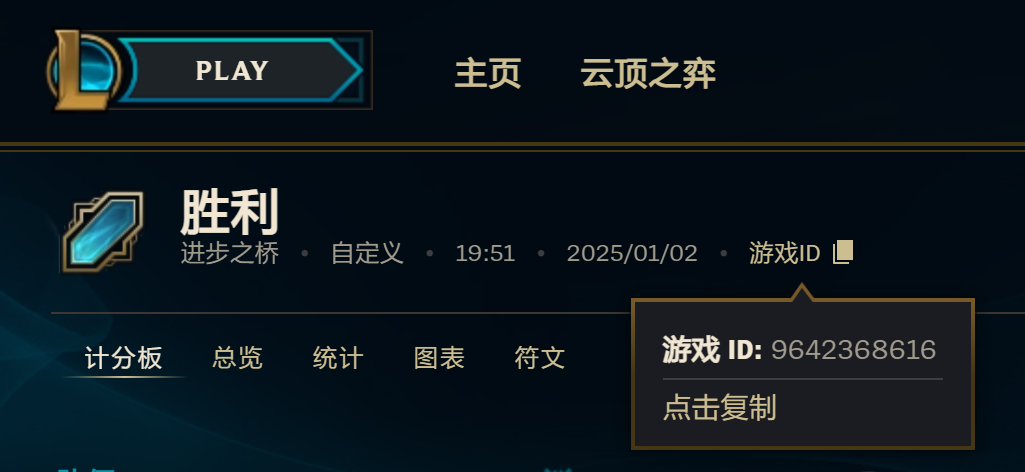 PLAY 主页 云顶之弈
胜利
进步之桥 • 自定义 • 19:51 • 2025/01/02 • 游戏ID
游戏 ID: 9642368616
点击复制
计分板 总览 统计 图表 符文